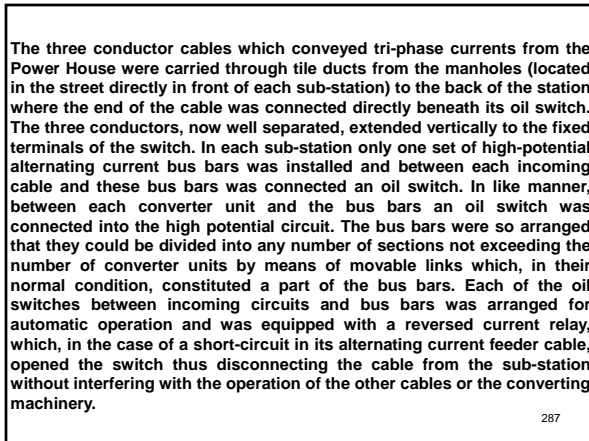 The three conductor cables which conveyed tri-phase currents from the
Power House were carried through tile ducts from the manholes (located
in the street directly in front of each sub-station) to the back of the station
where the end of the cable was connected directly beneath its oil switch.
The three conductors, now well separated, extended vertically to the fixed
terminals of the switch. In each sub-station only one set of high-potential
alternating current bus bars was installed and between each incoming
cable and these bus bars was connected an oil switch. In like manner,
between each converter unit and the bus bars an oil switch was
connected into the high potential circuit. The bus bars were so arranged
that they could be divided into any number of sections not exceeding the
number of converter units by means of movable links which, in their
normal condition, constituted a part of the bus bars. Each of the oil
switches between incoming circuits and bus bars was arranged for
automatic operation and was equipped with a reversed current relay,
which, in the case of a short-circuit in its alternating current feeder cable,
opened the switch thus disconnecting the cable from the sub-station
without interfering with the operation of the other cables or the converting
machinery.
287